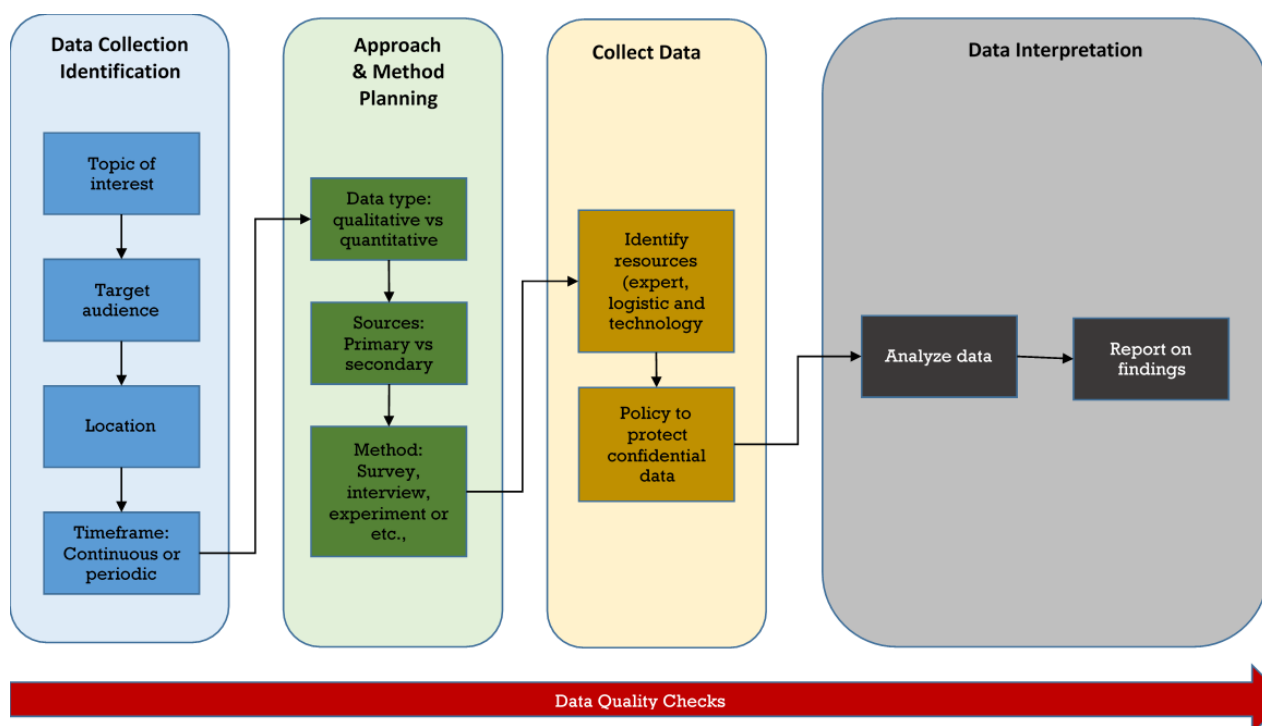 Data Collection
Identification
Topic of
interest
Target
audience
Location
Timeframe:
Continuous or
periodic
Approach
& Method
Planning
Data type:
qualitative vs
quantitative
Sources:
Primary vs
secondary
Method:
Survey,
interview,
experiment or
etc.,
Collect Data
Identify
resources
(expert,
logistic and
technology
Policy to
protect
confidential
data
Data Interpretation
Analyze data
Report on
findings
Data Quality Checks